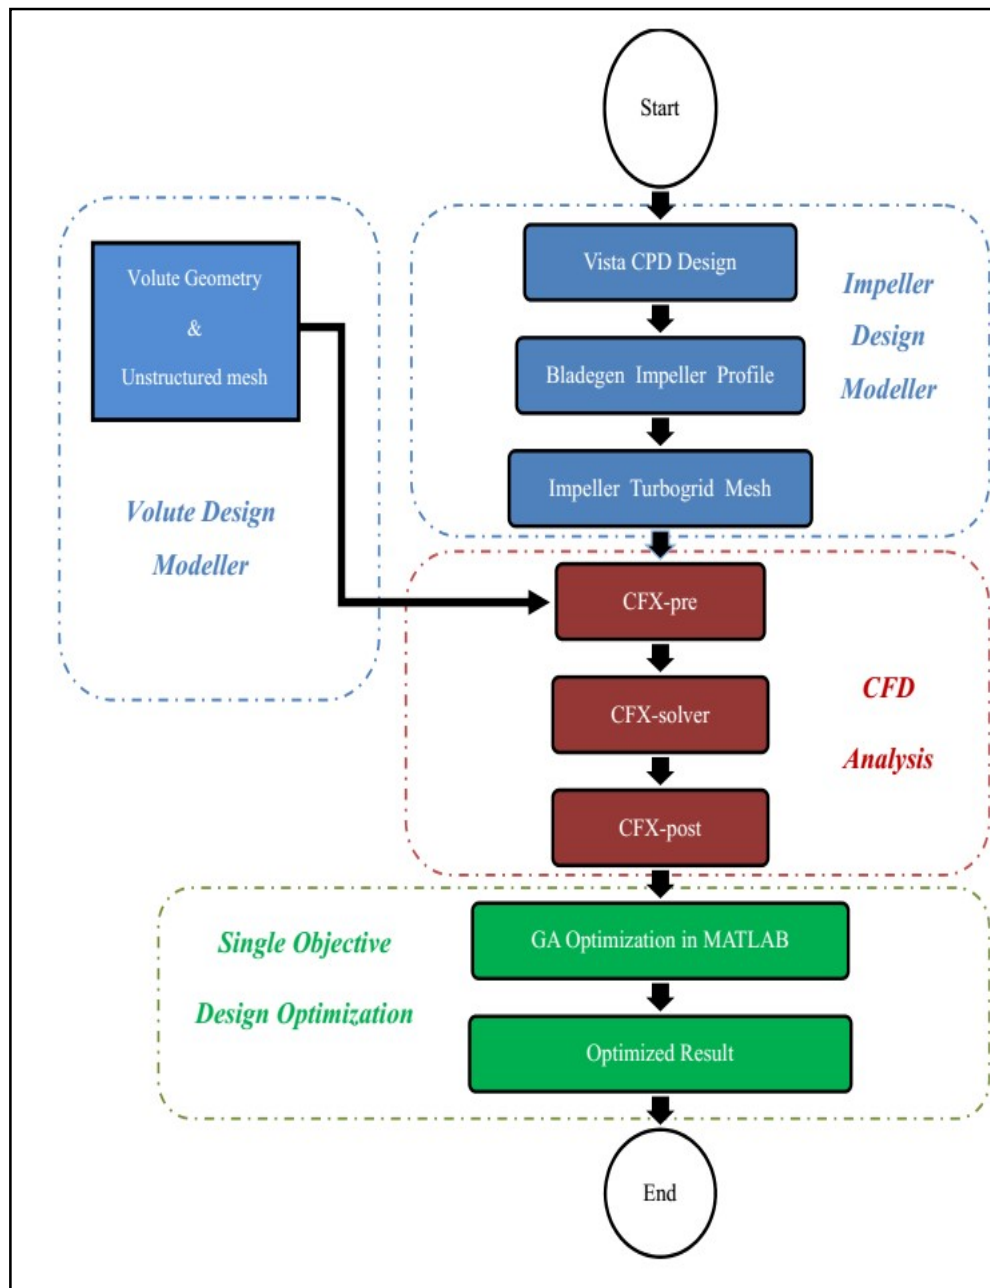 Start
Vista CPD Design
Bladegen Impeller Profile
Impeller Turbogrid Mesh
Impeller
Design
Modeller
Volute Geometry
&
Unstructured mesh
Volute Design
Modeller
CFX-pre
CFX-solver
CFX-post
CFD
Analysis
Single Objective
Design Optimization
GA Optimization in MATLAB
Optimized Result
End